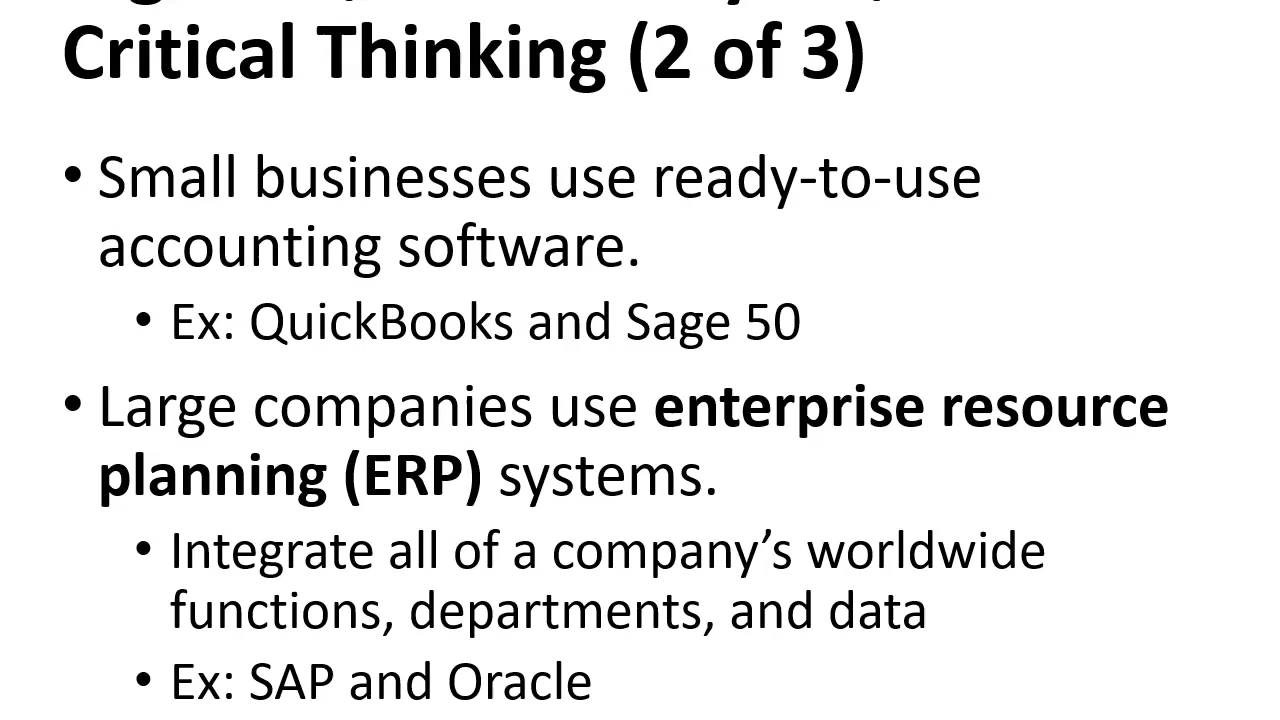 Critical Thinking (2 of 3)
• Small businesses use ready-to-use
accounting software.
• Ex: QuickBooks and Sage 50
• Large companies use enterprise resource
planning (ERP) systems.
• Integrate all of a company’s worldwide
functions, departments, and data
• Ex: SAP and Oracle